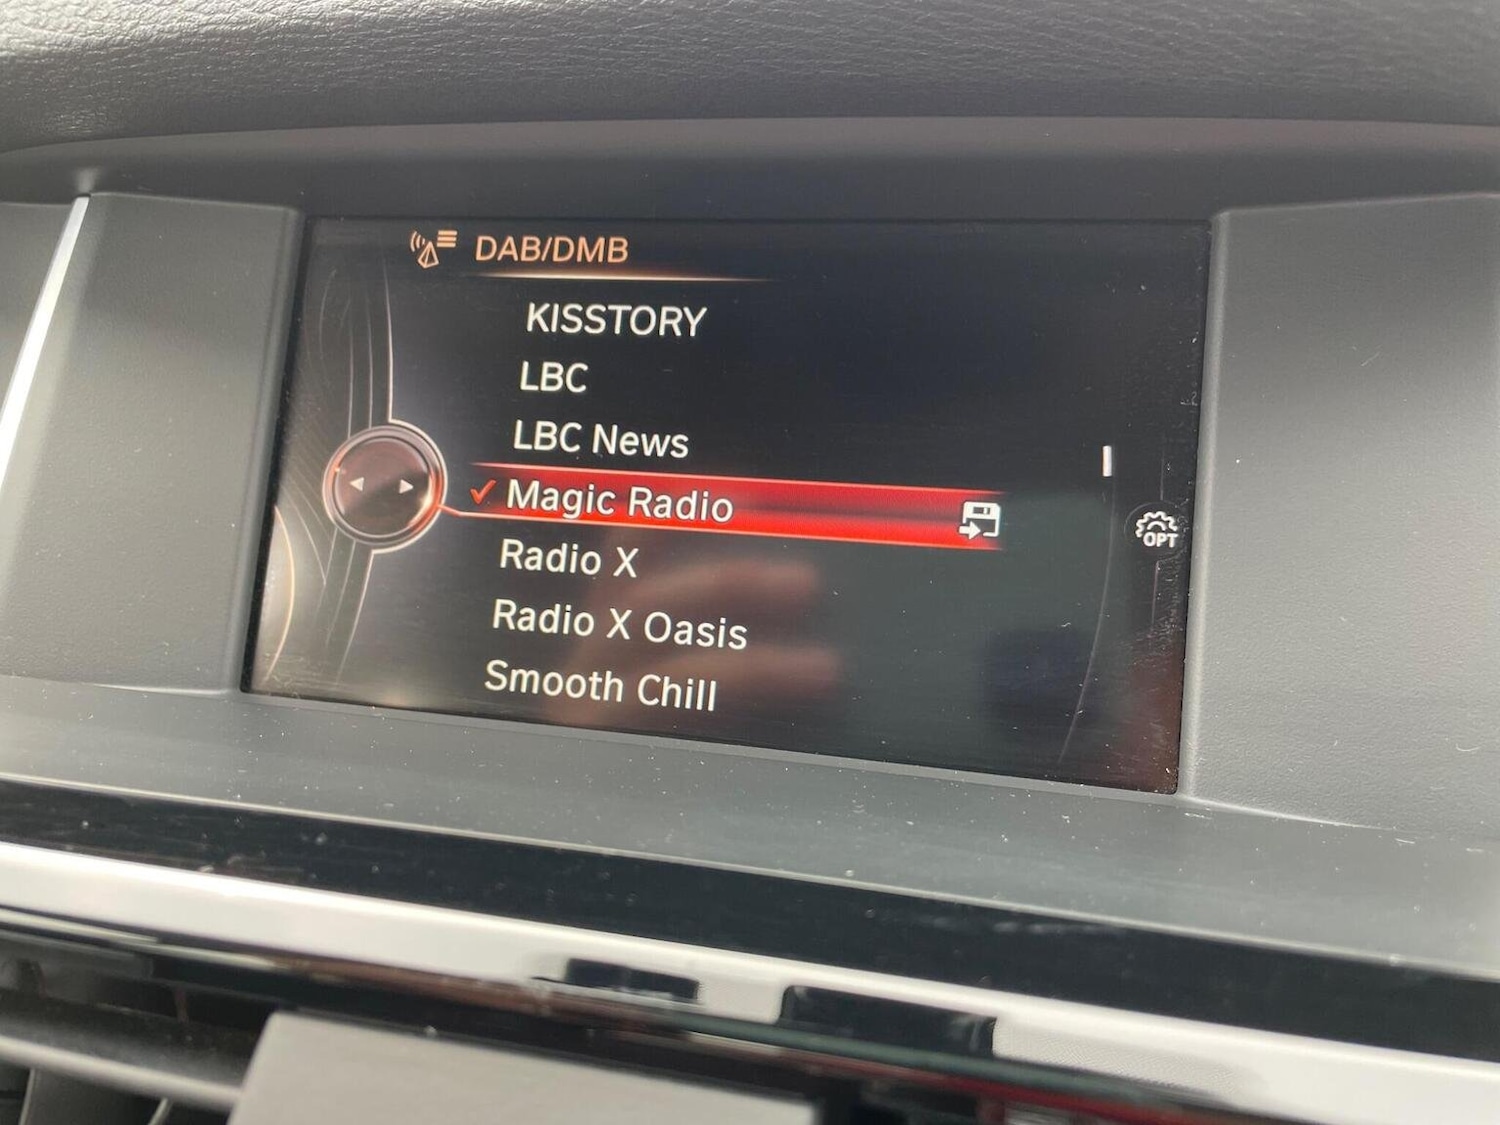 DAB/DMB
KISSTORY
LBC
LBC News
Magic Radio
Radio X
OPT
Radio X Oasis
Smooth Chill